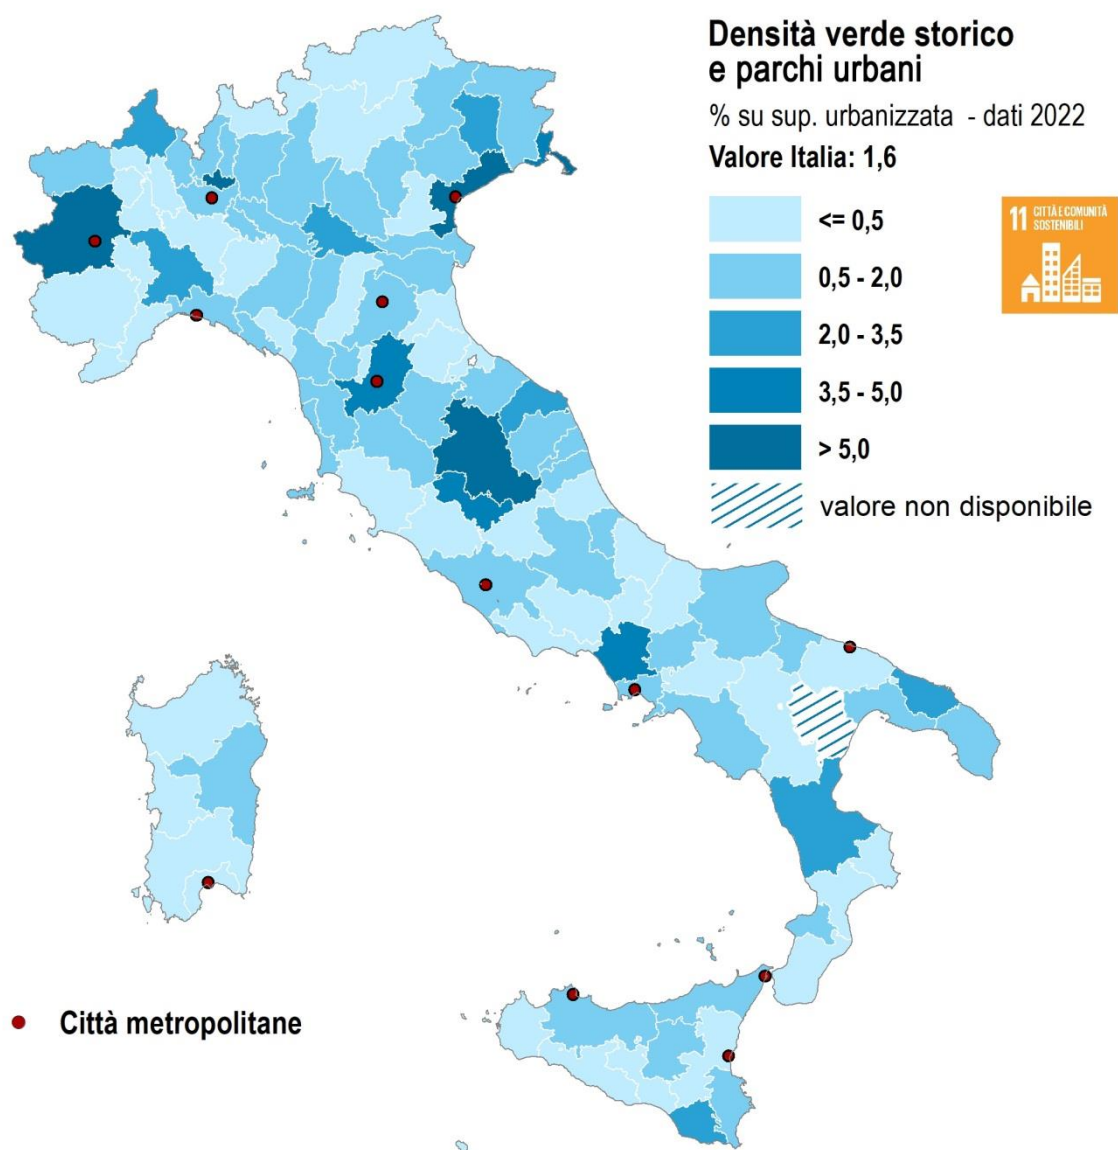 Densità verde storico
e parchi urbani
% su sup. urbanizzata - dati 2022
Valore Italia: 1,6
<= 0,5
0,5 - 2,0
2,0 - 3,5
3,5 - 5,0
> 5,0
valore non disponibile
11 CITTÀ E COMUNITÀ
SOSTENIBILI
Città metropolitane